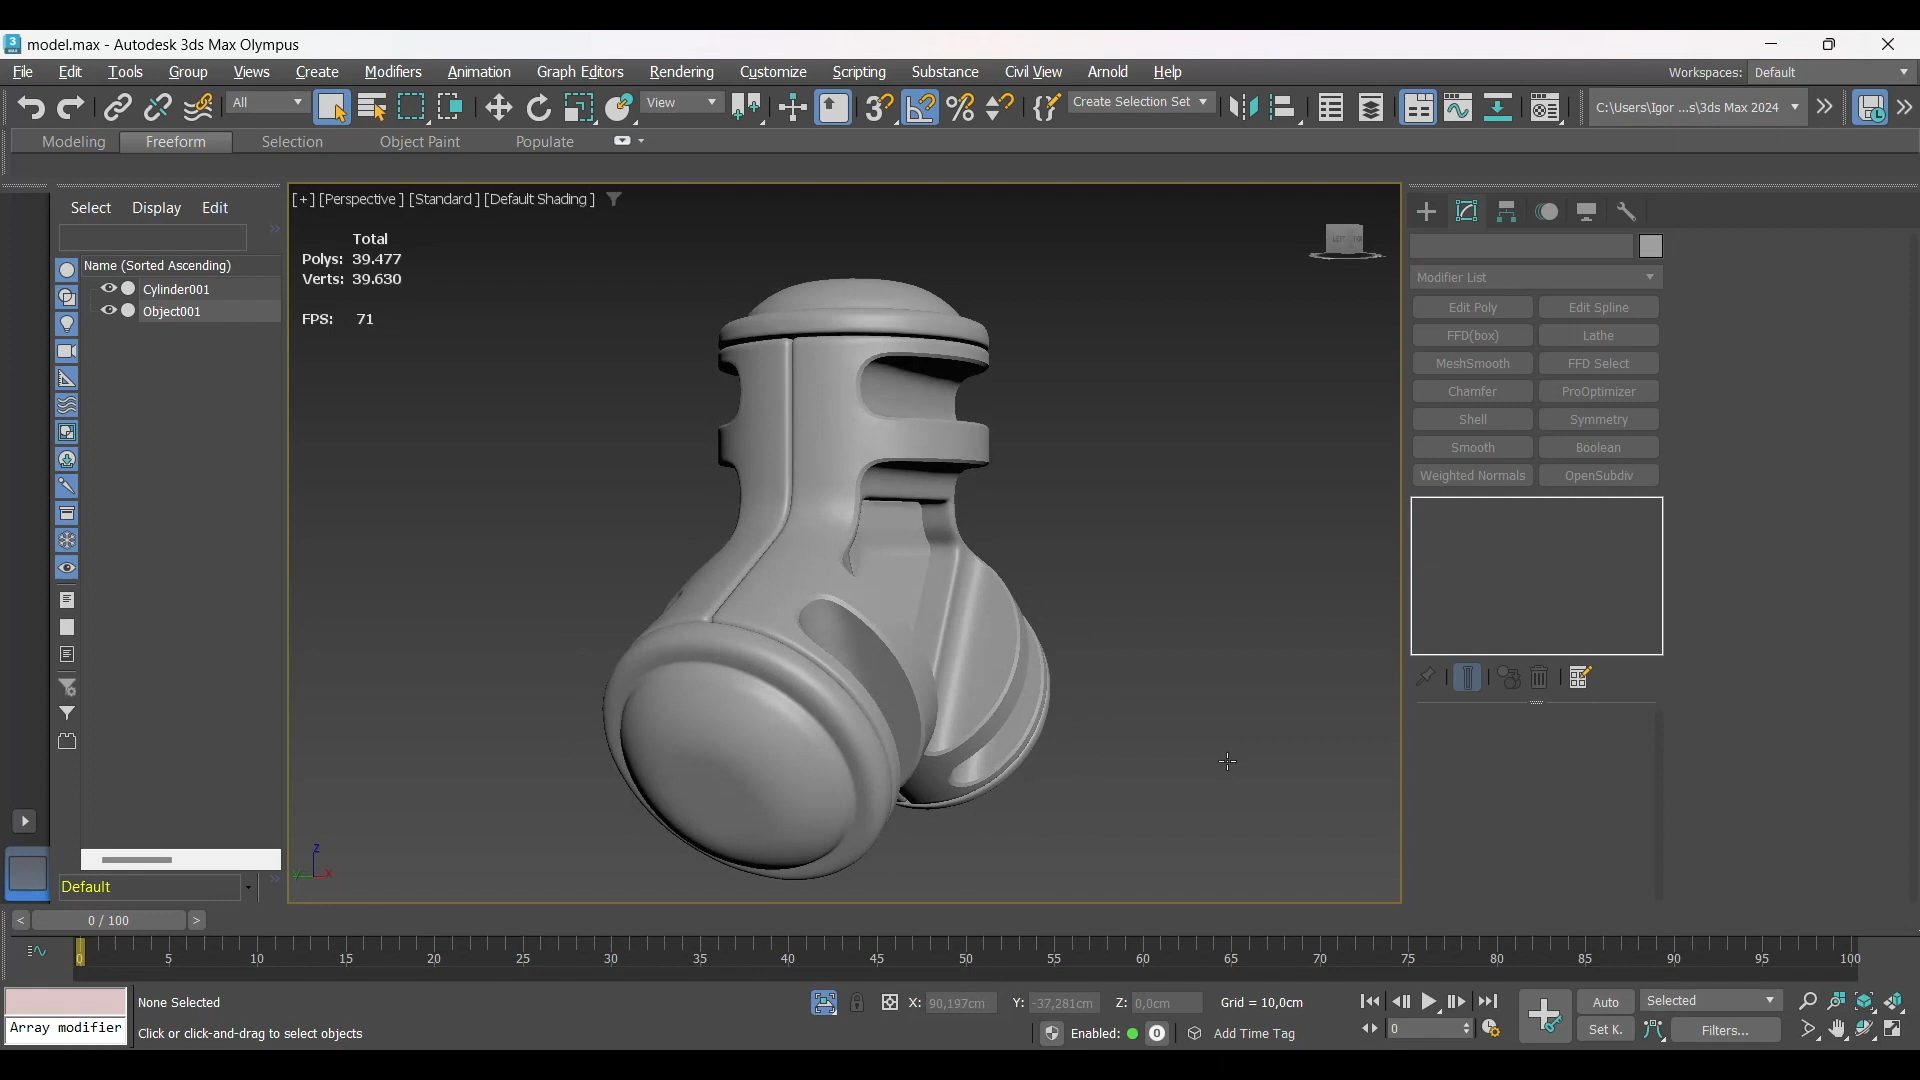 model.max - Autodesk 3ds Max Olympus
File Edit Tools Group Views Create Modifiers Animation Graph Editors Rendering Customize Scripting Substance Civil View Arnold Help
Workspaces: Default
All
View
Create Selection Set
C:\Users\Igor ...s\3ds Max 2024
Modeling Freeform Selection Object Paint Populate
Select Display Edit
Name (Sorted Ascending)
Cylinder001
Object001
Default
[+] [Perspective ] [Standard ] [Default Shading ]
Total
Polys: 39.477
Verts: 39.630
FPS: 71
z
x
Modifier List
Edit Poly Edit Spline
FFD(box) Lathe
MeshSmooth FFD Select
Chamfer ProOptimizer
Shell Symmetry
Smooth Boolean
Weighted Normals OpenSubdiv
< 0 / 100 >
0 5 10 15 20 25 30 35 40 45 50 55 60 65 70 75 80 85 90 95 100
None Selected
Array modifier
Click or click-and-drag to select objects
X: 90,197cm Y: -37,281cm Z: 0,0cm Grid = 10,0cm
Enabled: 0 Add Time Tag
0
Auto Selected
Set K. Filters...